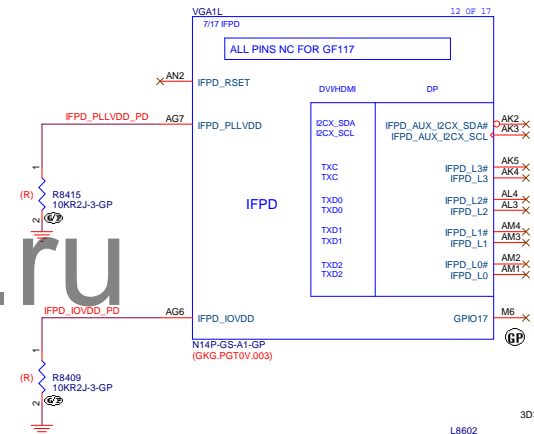 VGA1L
12 OF 17
7/17 IFPD
ALL PINS NC FOR GF117
AN2
IFPD_RSET
DVI/HDMI
DP
IFPD_PLLVDD_PD
AG7
IFPD_PLLVDD
I2CX_SDA
I2CX_SCL
IFPD_AUX_I2CX_SDA#
IFPD_AUX_I2CX_SCL
AK2
AK3
TXC
TXC
IFPD_L3#
IFPD_L3
AK5
AK4
1
(R)
R8415
10KR2J-3-GP
2
GP
IFPD
TXD0
TXD0
IFPD_L2#
IFPD_L2
AL4
AL3
TXD1
TXD1
IFPD_L1#
IFPD_L1
AM4
AM3
TXD2
TXD2
IFPD_L0#
IFPD_L0
AM2
AM1
.ru
IFPD_IOVDD_PD
AG6
IFPD_IOVDD
GPIO17
M6
GP
N14P-GS-A1-GP
(GKG.PGT0V.003)
1
(R)
R8409
10KR2J-3-GP
2
GP
L8602